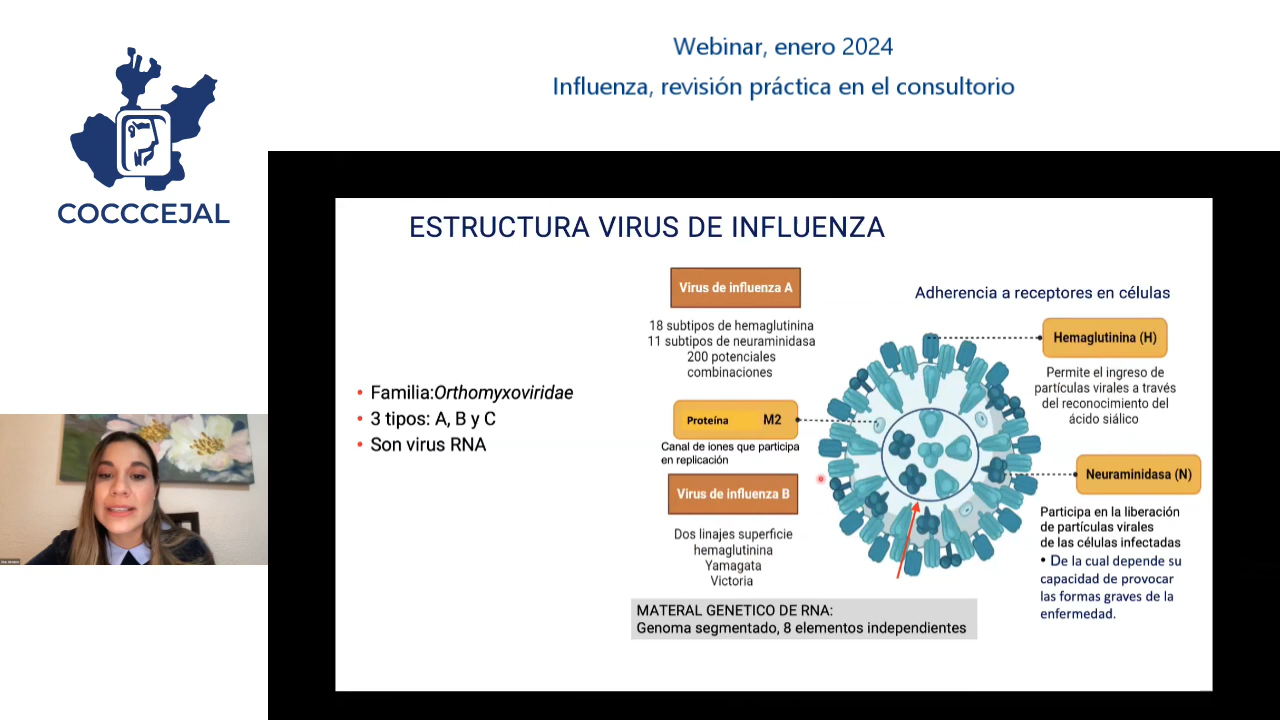 Webinar, enero 2024
Influenza, revisión práctica en el consultorio
COCCCEJAL
ESTRUCTURA VIRUS DE INFLUENZA
Familia:Orthomyxoviridae
3 tipos: A, B y C
Son virus RNA
Virus de influenza A
18 subtipos de hemaglutinina
11 subtipos de neuraminidasa
200 potenciales
combinaciones
Proteína M2
Canal de iones que participa
en replicación
Virus de influenza B
Dos linajes superficie
hemaglutinina
Yamagata
Victoria
MATERAL GENETICO DE RNA:
Genoma segmentado, 8 elementos independientes
Adherencia a receptores en células
Hemaglutinina (H)
Permite el ingreso de
partículas virales a través
del reconocimiento del
ácido siálico
Neuraminidasa (N)
Participa en la liberación
de partículas virales
de las células infectadas
• De la cual depende su
capacidad de provocar
las formas graves de la
enfermedad.